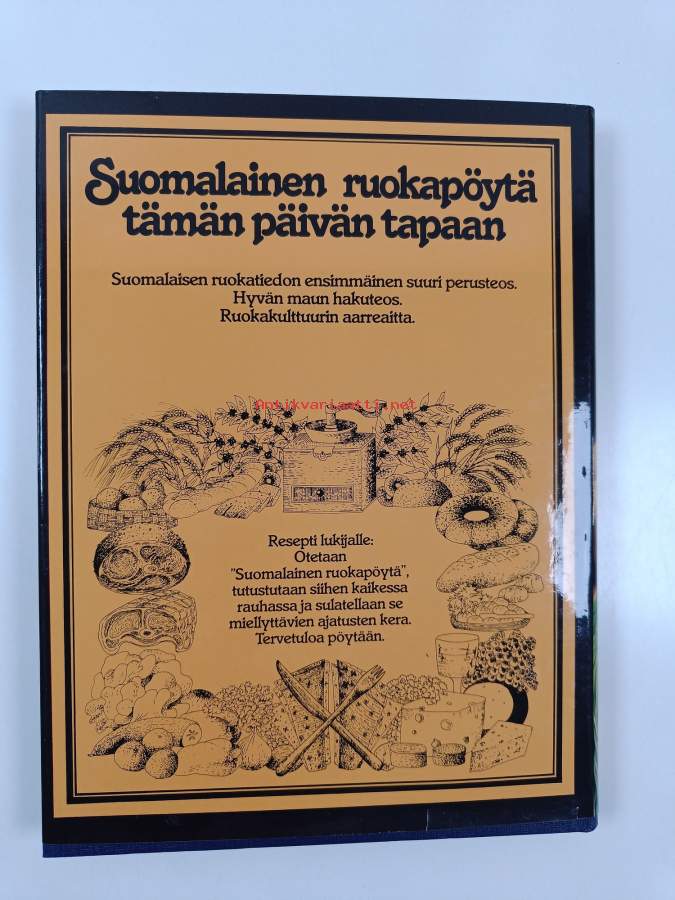 Suomalainen ruokapöytä
tämän päivän tapaan
Suomalaisen ruokatiedon ensimmäinen suuri perusteos.
Hyvän maun hakuteos.
Ruokakulttuurin aarreaitta.
Antikvariaatti.net
Resepti lukijalle:
Otetaan
"Suomalainen ruokapöytä",
tutustutaan siihen kaikessa
rauhassa ja sulatellaan se
miellyttävien ajatusten kera.
Tervetuloa pöytään.